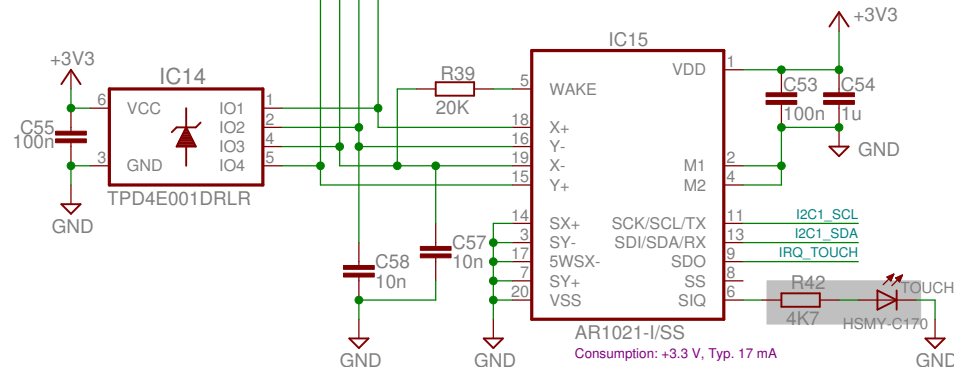 +3V3
IC15
+3V3
IC14
R39
20K
1
VDD
5
WAKE
C53
100n
C54
1u
6
VCC
IO1
1
IO2
2
IO3
4
3
GND
IO4
5
C55
100n
TPD4E001DRLR
GND
18
X+
16
Y-
19
X-
15
Y+
GND
M1
2
M2
4
14
SX+
3
SY-
17
5WSX-
7
SY+
20
VSS
SCK/SCL/TX
11
I2C1_SCL
SDI/SDA/RX
13
I2C1_SDA
SDO
9
IRQ_TOUCH
SS
8
SIQ
6
C57
10n
C58
10n
R42
4K7
TOUCH
HSMY-C170
AR1021-I/SS
Consumption: +3.3 V, Typ. 17 mA
GND
GND
GND